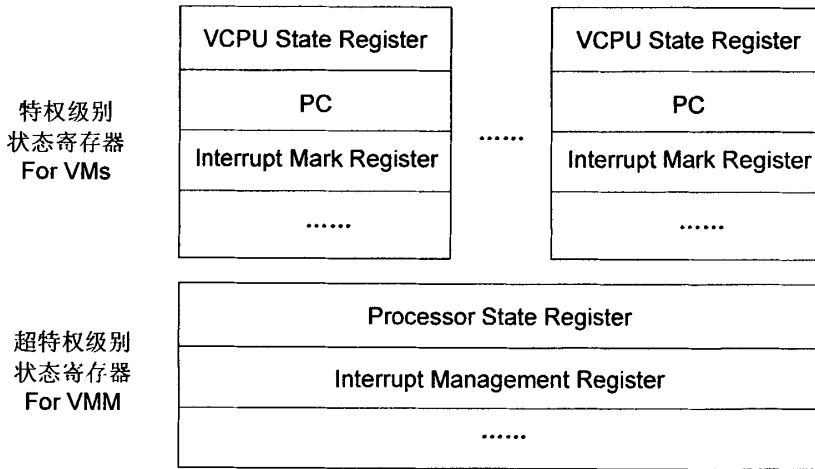 VCPU State Register
PC
Interrupt Mark Register
……
特权级别
状态寄存器
For VMs
……
VCPU State Register
PC
Interrupt Mark Register
……
超特权级别
状态寄存器
For VMM
Processor State Register
Interrupt Management Register
……